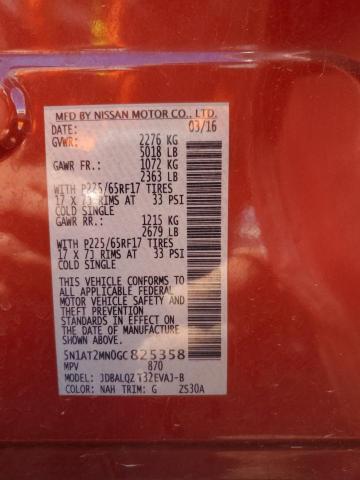 MFD BY NISSAN MOTOR CO., LTD.
DATE: 03/16
GVWR: 2276 KG
5018 LB
GAWR FR.: 1072 KG
2363 LB
WITH P225/65RF17 TIRES
17 X 7J RIMS AT 33 PSI
COLD SINGLE
GAWR RR.: 1215 KG
2679 LB
WITH P225/65RF17 TIRES
17 X 7J RIMS AT 33 PSI
COLD SINGLE
THIS VEHICLE CONFORMS TO ALL
APPLICABLE U.S. FEDERAL
MOTOR VEHICLE SAFETY, BUMPER,
AND THEFT PREVENTION
STANDARDS IN EFFECT ON THE
DATE OF MANUFACTURE
SHOWN ABOVE.
5N1AT2MN0GC825358
MPV 870
MODEL: JDBALQZ T32EVAJ-B
COLOR: NAH TRIM: G ZS30A